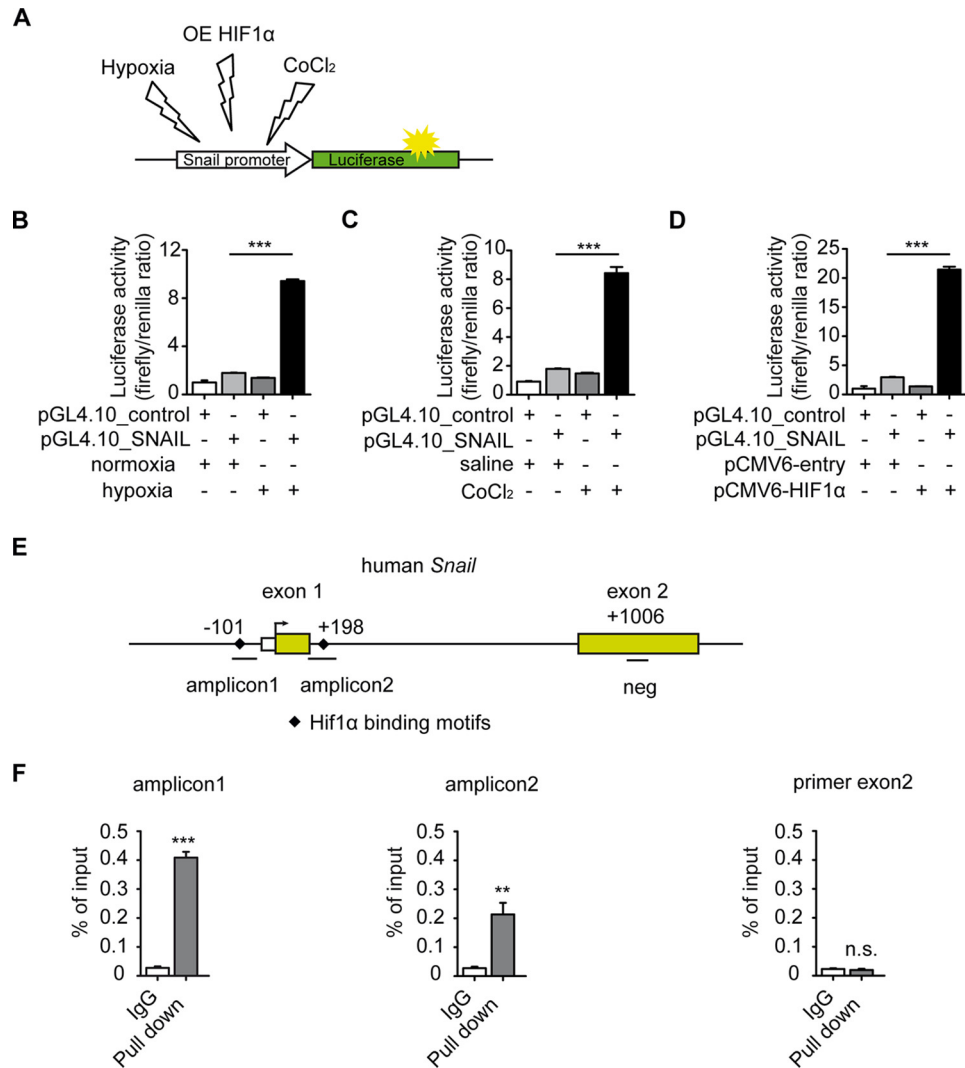 A
OE HIF1α
Hypoxia
CoCl₂
Snail promoter
Luciferase
B
Luciferase activity
(firefly/renilla ratio)
12
8
4
0
***
pGL4.10_control + - + -
pGL4.10_SNAIL - + - +
normoxia + + - -
hypoxia - - + +
C
Luciferase activity
(firefly/renilla ratio)
10
8
6
4
2
0
***
pGL4.10_control + - + -
pGL4.10_SNAIL - + - +
saline + + - -
CoCl₂ - - + +
D
Luciferase activity
(firefly/renilla ratio)
25
20
15
10
5
0
***
pGL4.10_control + - + -
pGL4.10_SNAIL - + - +
pCMV6-entry + + - -
pCMV6-HIF1α - - + +
E
human Snail
exon 1
exon 2
-101
+198
+1006
amplicon1
amplicon2
neg
◆ Hif1α binding motifs
F
amplicon1
% of input
0.5
0.4
0.3
0.2
0.1
0
***
IgG
Pull down
amplicon2
% of input
0.5
0.4
0.3
0.2
0.1
0
**
IgG
Pull down
primer exon2
% of input
0.5
0.4
0.3
0.2
0.1
0
n.s.
IgG
Pull down